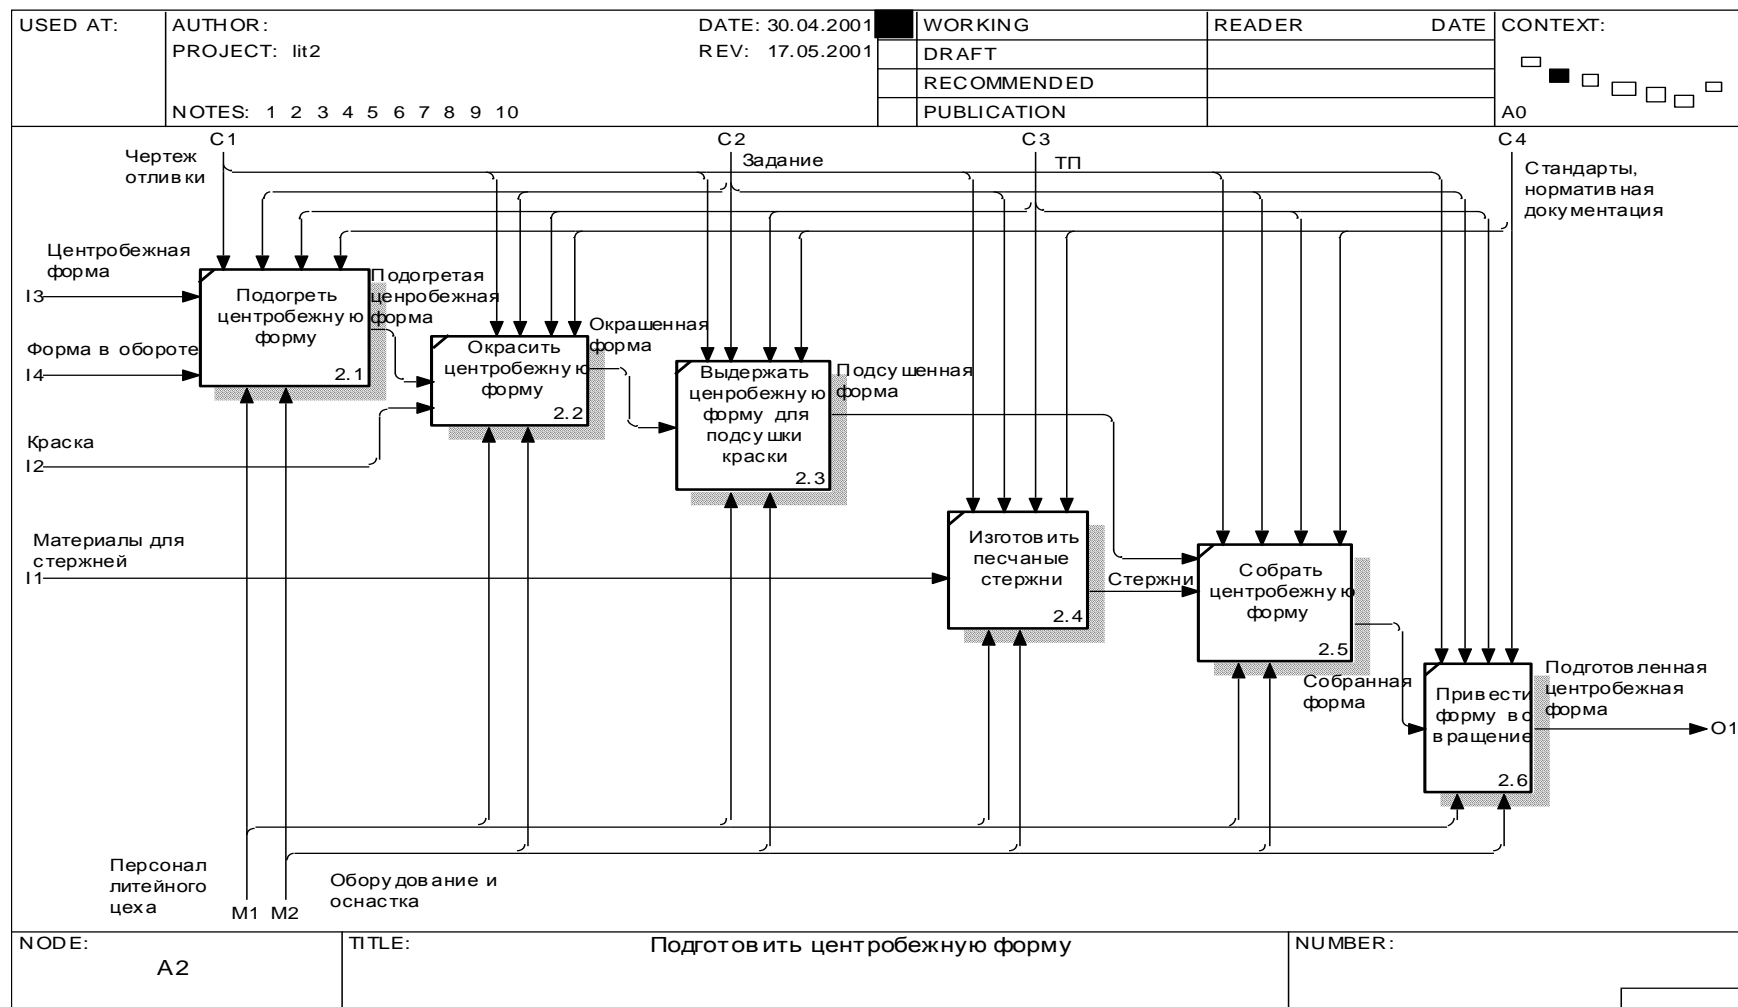 USED AT:
AUTHOR:
DATE: 30.04.2001
WORKING
READER
DATE
CONTEXT:
PROJECT: lit2
REV: 17.05.2001
DRAFT
RECOMMENDED
NOTES: 1 2 3 4 5 6 7 8 9 10
PUBLICATION
A0
C1
C2
C3
C4
Чертеж
отливки
Задание
ТП
Стандарты,
нормативная
документация
Центробежная
форма
I3
Форма в обороте
I4
Подогреть
центробежную
форму
2.1
Подогретая
ценробежная
форма
Окрасить
центробежную
форму
2.2
Окрашенная
форма
Выдержать
ценробежную
форму для
подсушки
краски
2.3
Подсушенная
форма
Краска
I2
Материалы для
стержней
I1
Изготовить
песчаные
стержни
2.4
Стержни
Собрать
центробежную
форму
2.5
Собранная
форма
Привести
форму во
вращение
2.6
Подготовленная
центробежная
форма
O1
Персонал
литейного
цеха
M1
M2
Оборудование и
оснастка
NODE:
A2
TITLE:
Подготовить центробежную форму
NUMBER: